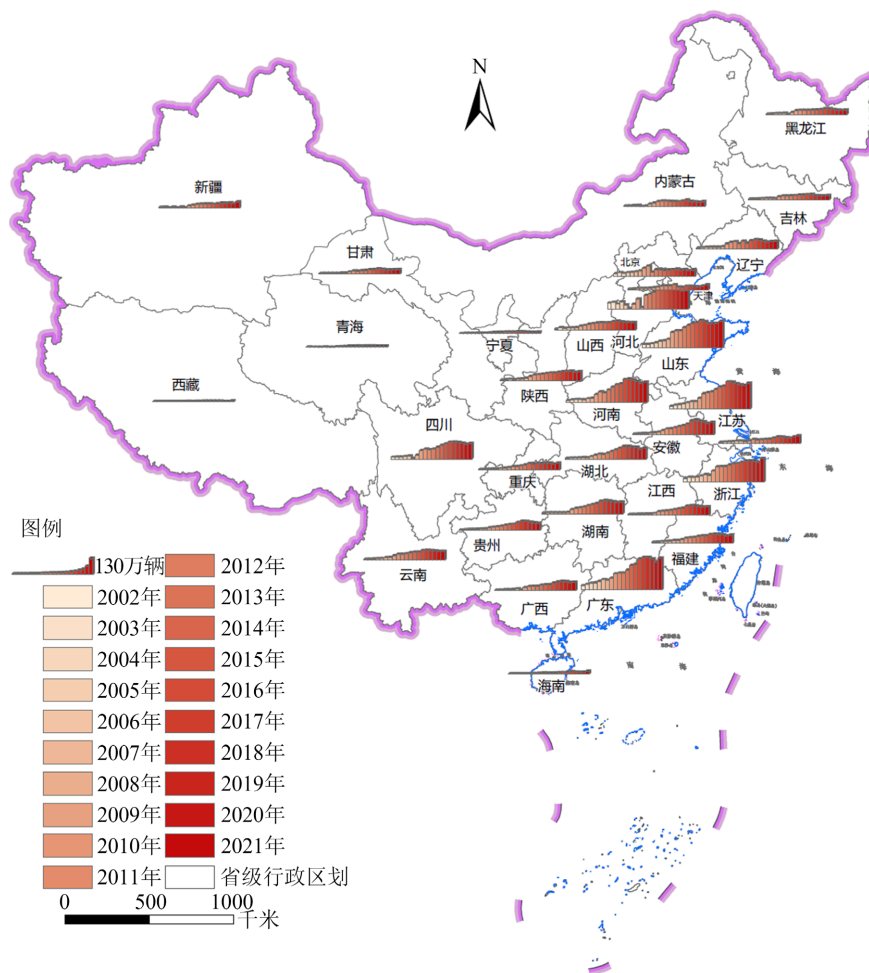 N
黑龙江
内蒙古
新疆
吉林
甘肃
北京
辽宁
天津
青海
宁夏
山西
河北
山东
黄
海
西藏
陕西
河南
江苏
四川
安徽
东
海
重庆
湖北
江西
浙江
图例
贵州
湖南
福建
云南
广西
广东
南
海
海南
130万辆
2012年
2002年
2013年
2003年
2014年
2004年
2015年
2005年
2016年
2006年
2017年
2007年
2018年
2008年
2019年
2009年
2020年
2010年
2021年
2011年
省级行政区划
0
500
1000
千米